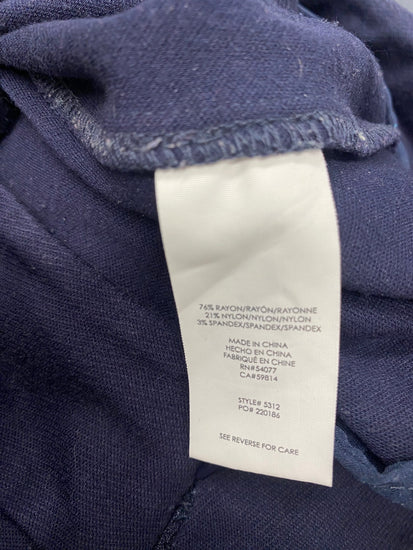 76% RAYON/RAYÓN/RAYONNE
21% NYLON/NYLON/NYLON
3% SPANDEX/SPANDEX/SPANDEX
MADE IN CHINA
HECHO EN CHINA
FABRIQUÉ EN CHINE
RN#54077
CA#59814
STYLE# 5312
PO# 220186
SEE REVERSE FOR CARE